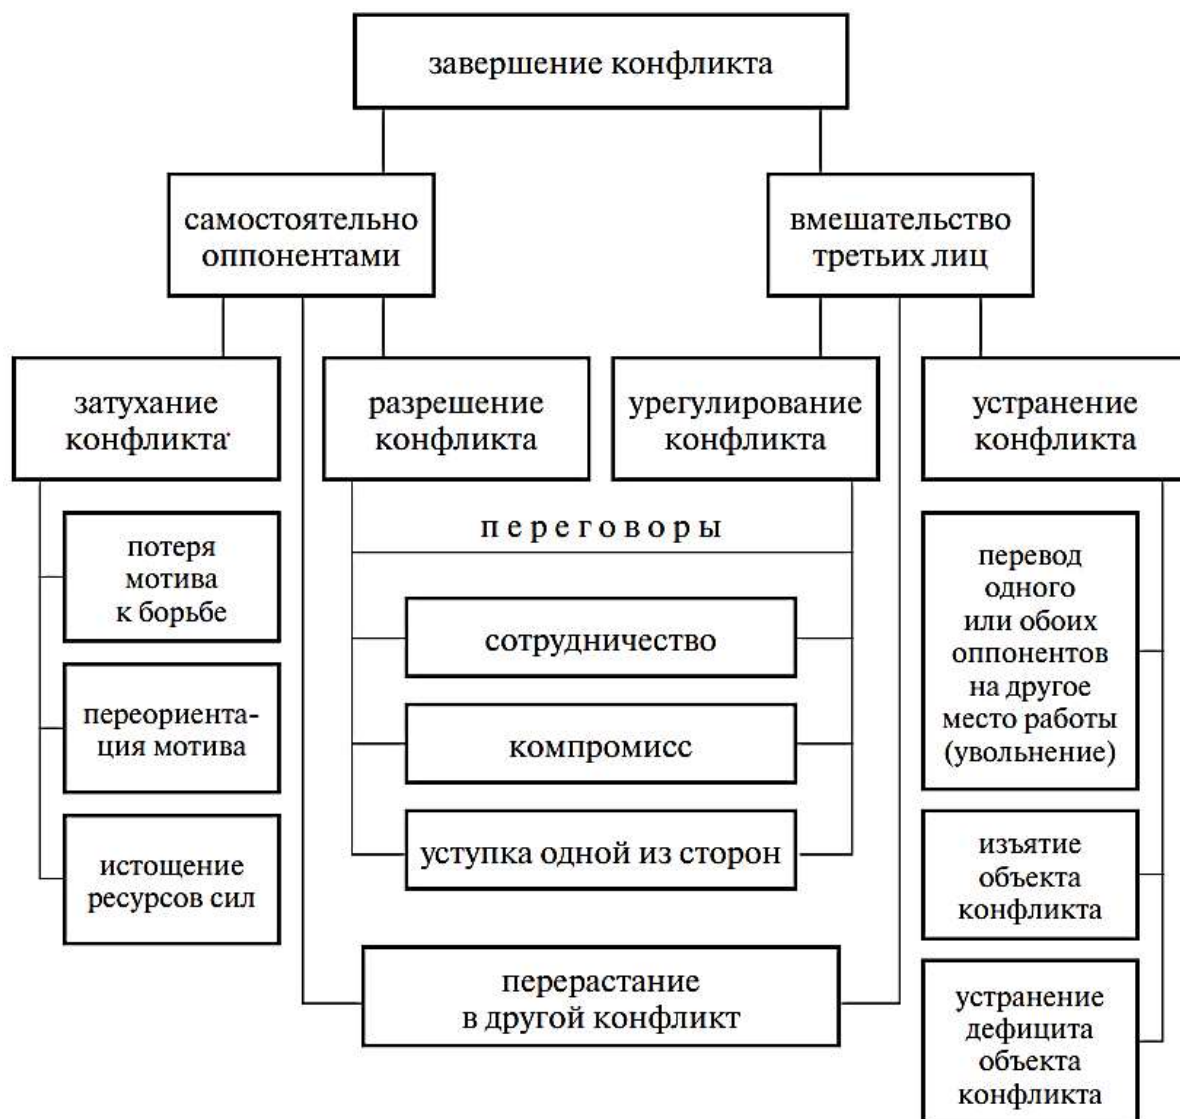 завершение конфликта
самостоятельно
оппонентами
вмешательство
третьих лиц
затухание
конфликта
разрешение
конфликта
урегулирование
конфликта
устранение
конфликта
переговоры
потеря
мотива
к борьбе
переориента-
ция мотива
истощение
ресурсов сил
сотрудничество
компромисс
уступка одной из сторон
перерастание
в другой конфликт
перевод
одного
или обоих
оппонентов
на другое
место работы
(увольнение)
изъятие
объекта
конфликта
устранение
дефицита
объекта
конфликта